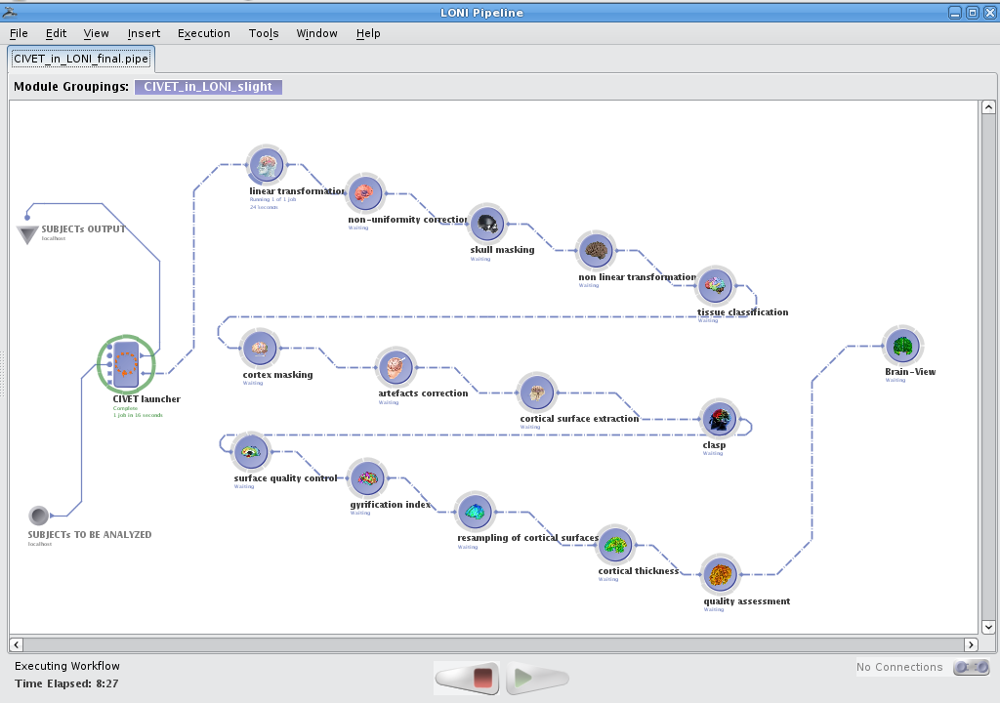 LONI Pipeline
File Edit View Insert Execution Tools Window Help
CIVET_in_LONI_final.pipe
Module Groupings: CIVET_in_LONI_slight
linear transformation
Running 1 of 1 job
24 seconds
non-uniformity correction
Waiting
skull masking
Waiting
non linear transformation
Waiting
tissue classification
Waiting
SUBJECTs OUTPUT
localhost
CIVET launcher
Complete
1 job in 16 seconds
SUBJECTs TO BE ANALYZED
localhost
cortex masking
Waiting
artefacts correction
Waiting
cortical surface extraction
Waiting
clasp
Waiting
Brain-View
Waiting
surface quality control
Waiting
gyrification index
Waiting
resampling of cortical surfaces
Waiting
cortical thickness
Waiting
quality assessment
Waiting
Executing Workflow
Time Elapsed: 8:27
No Connections